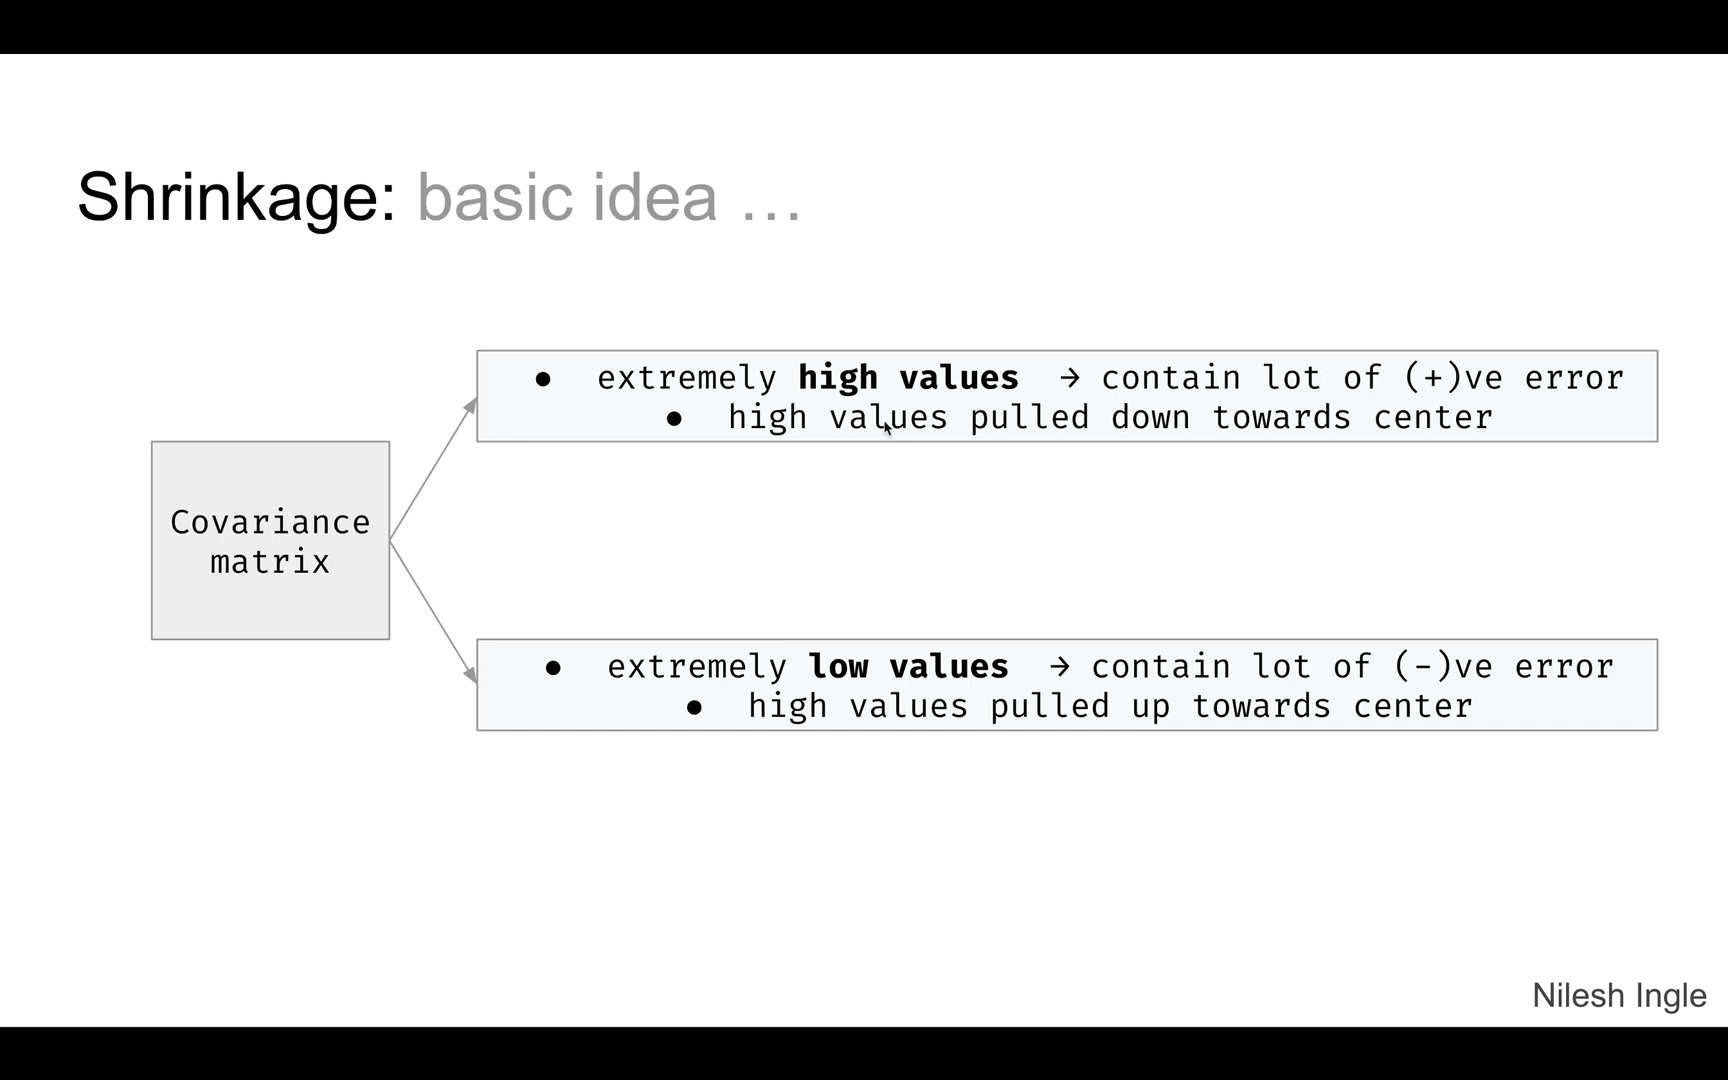 Shrinkage: basic idea …
● extremely high values → contain lot of (+)ve error
● high values pulled down towards center
Covariance
matrix
● extremely low values → contain lot of (-)ve error
● high values pulled up towards center
Nilesh Ingle